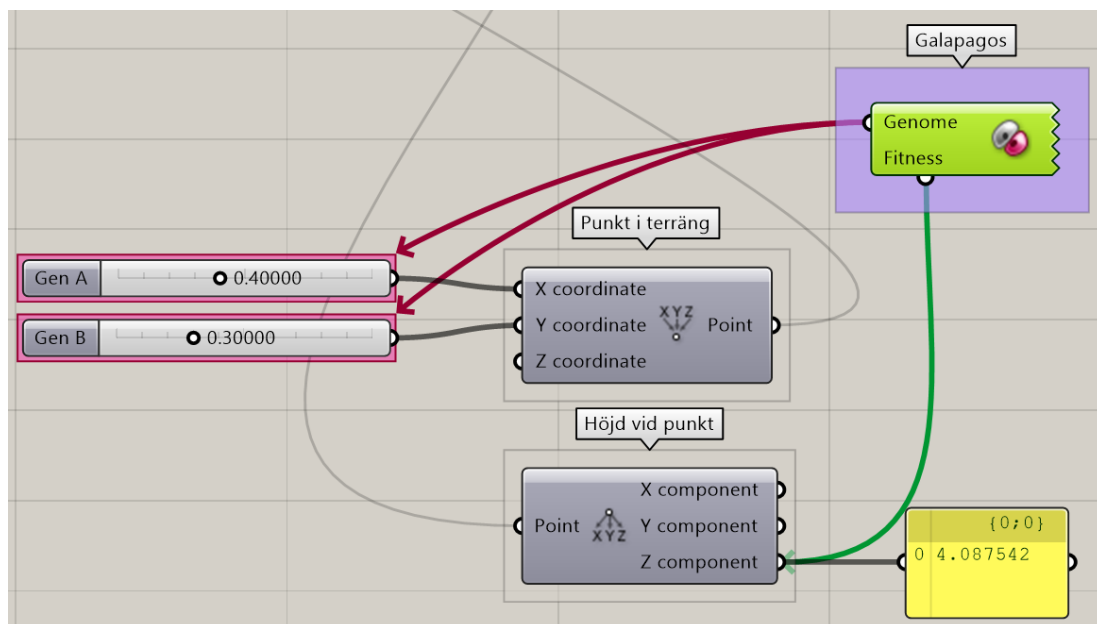 Galapagos
Genome
Fitness
Punkt i terräng
Gen A 0.40000
Gen B 0.30000
X coordinate
Y coordinate
Z coordinate
XYZ
Point
Höjd vid punkt
Point
XYZ
X component
Y component
Z component
{0;0}
0 4.087542